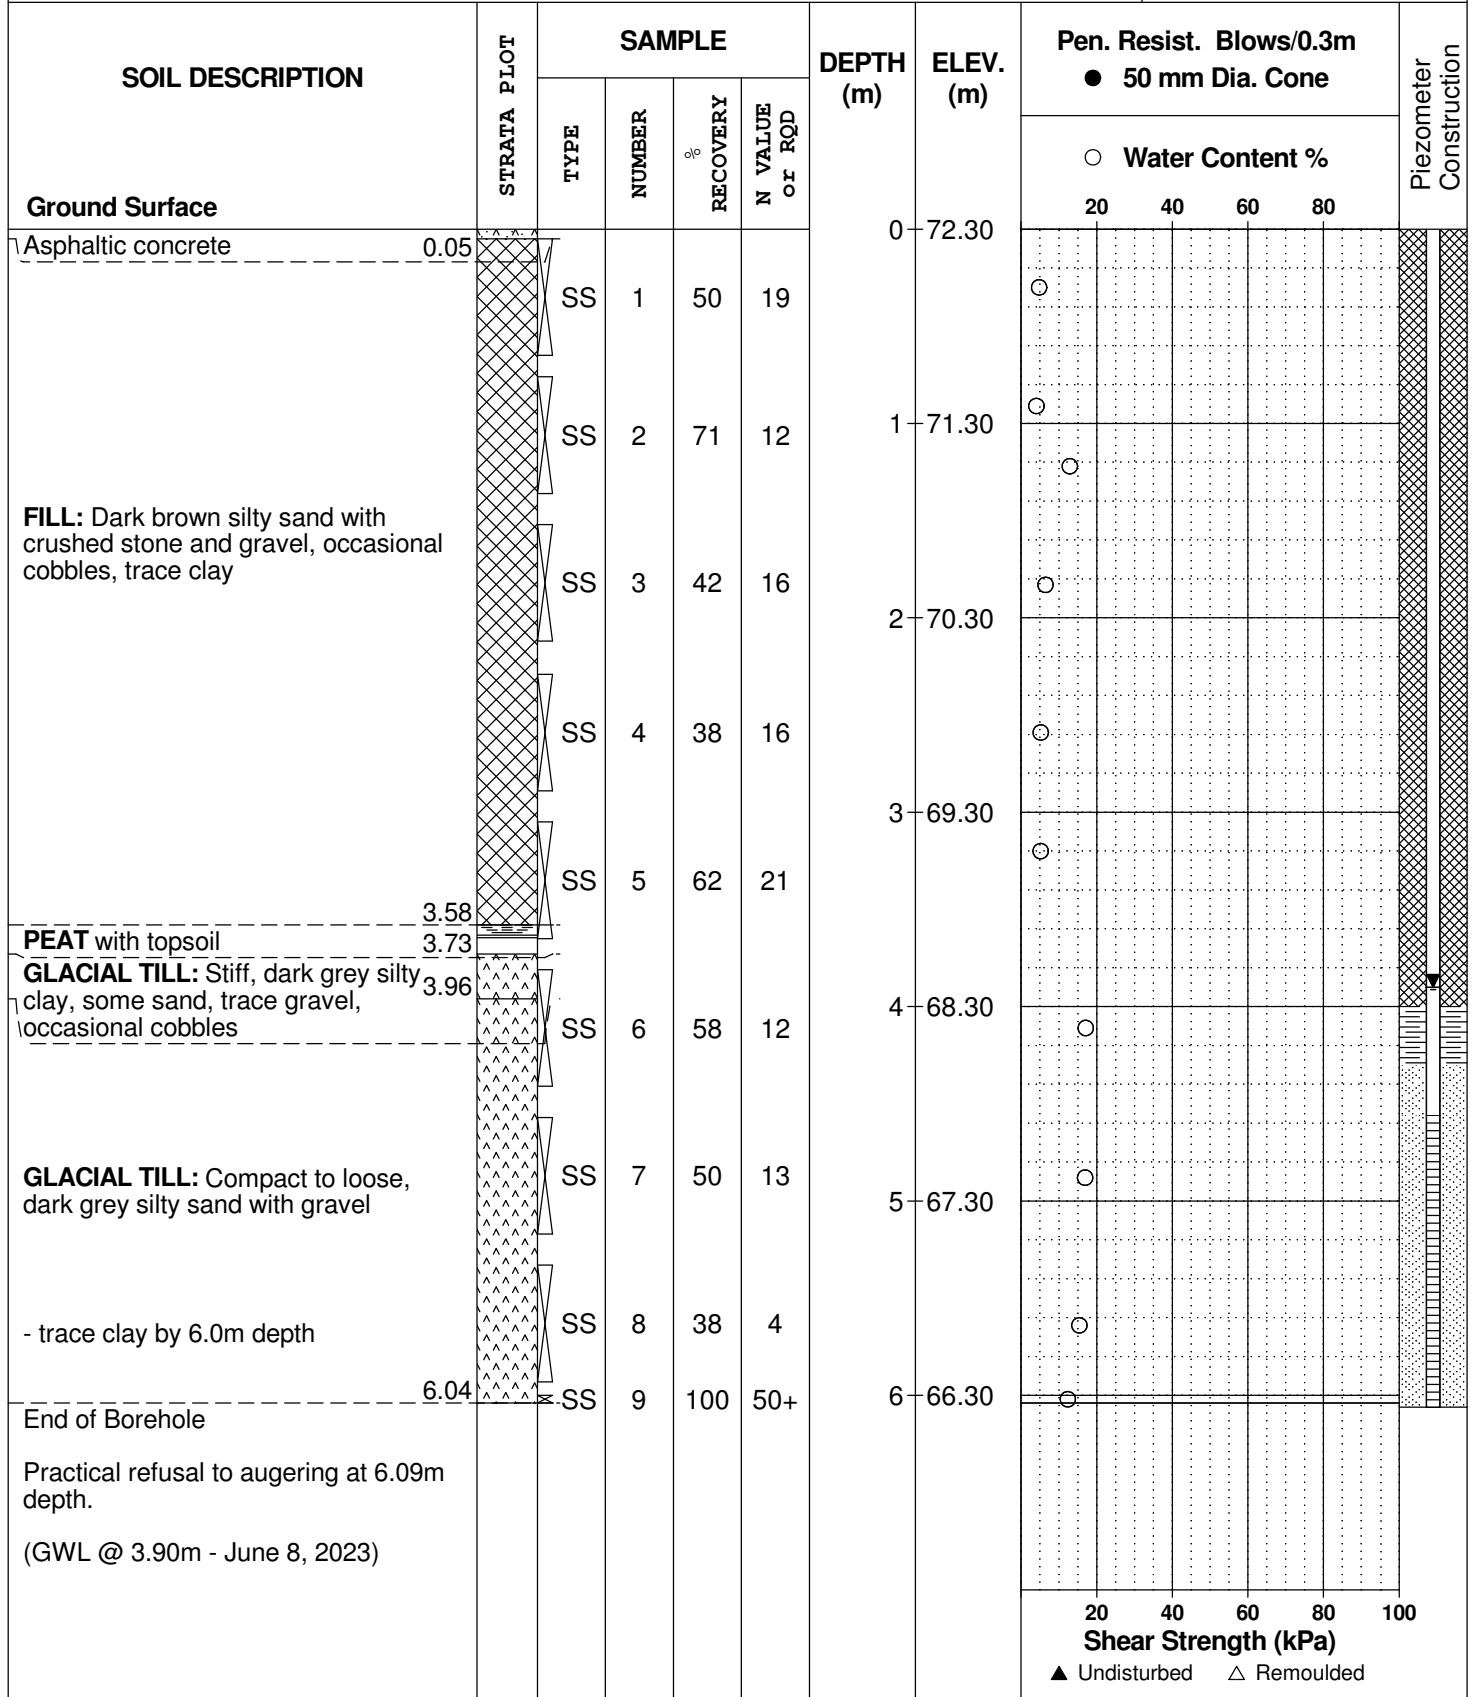 SOIL DESCRIPTION
Ground Surface
STRATA PLOT
SAMPLE
TYPE
NUMBER
% RECOVERY
N VALUE or RQD
DEPTH (m)
ELEV. (m)
Pen. Resist. Blows/0.3m
● 50 mm Dia. Cone
○ Water Content %
20 40 60 80
Piezometer Construction
0 72.30
Asphaltic concrete 0.05
SS 1 50 19
1 71.30
SS 2 71 12
FILL: Dark brown silty sand with
crushed stone and gravel, occasional
cobbles, trace clay
SS 3 42 16
2 70.30
SS 4 38 16
3 69.30
SS 5 62 21
3.58
PEAT with topsoil 3.73
GLACIAL TILL: Stiff, dark grey silty
clay, some sand, trace gravel, 3.96
occasional cobbles
4 68.30
SS 6 58 12
GLACIAL TILL: Compact to loose,
dark grey silty sand with gravel
SS 7 50 13
5 67.30
- trace clay by 6.0m depth
SS 8 38 4
6.04
SS 9 100 50+
6 66.30
End of Borehole
Practical refusal to augering at 6.09m
depth.
(GWL @ 3.90m - June 8, 2023)
20 40 60 80 100
Shear Strength (kPa)
▲ Undisturbed △ Remoulded